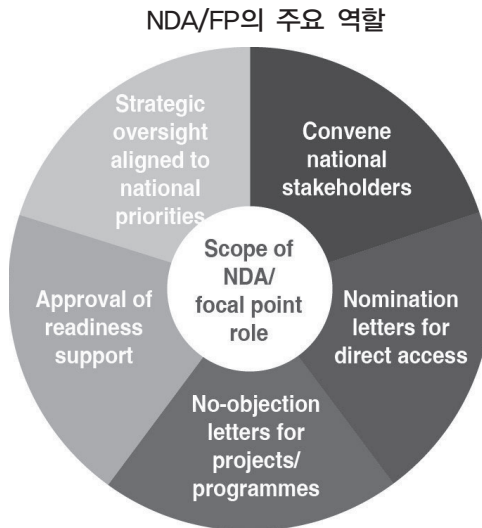 NDA/FP의 주요 역할
Strategic
oversight
aligned to
national
priorities
Convene
national
stakeholders
Scope of
NDA/
focal point
role
Approval of
readiness
support
Nomination
letters for
direct access
No-objection
letters for
projects/
programmes